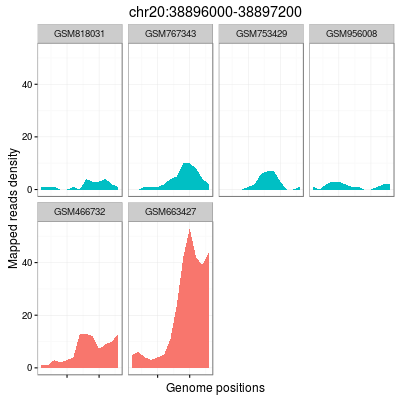 chr20:38896000-38897200
GSM818031 GSM767343 GSM753429 GSM956008
40
20
0
Mapped reads density
GSM466732 GSM663427
40
20
0
Genome positions